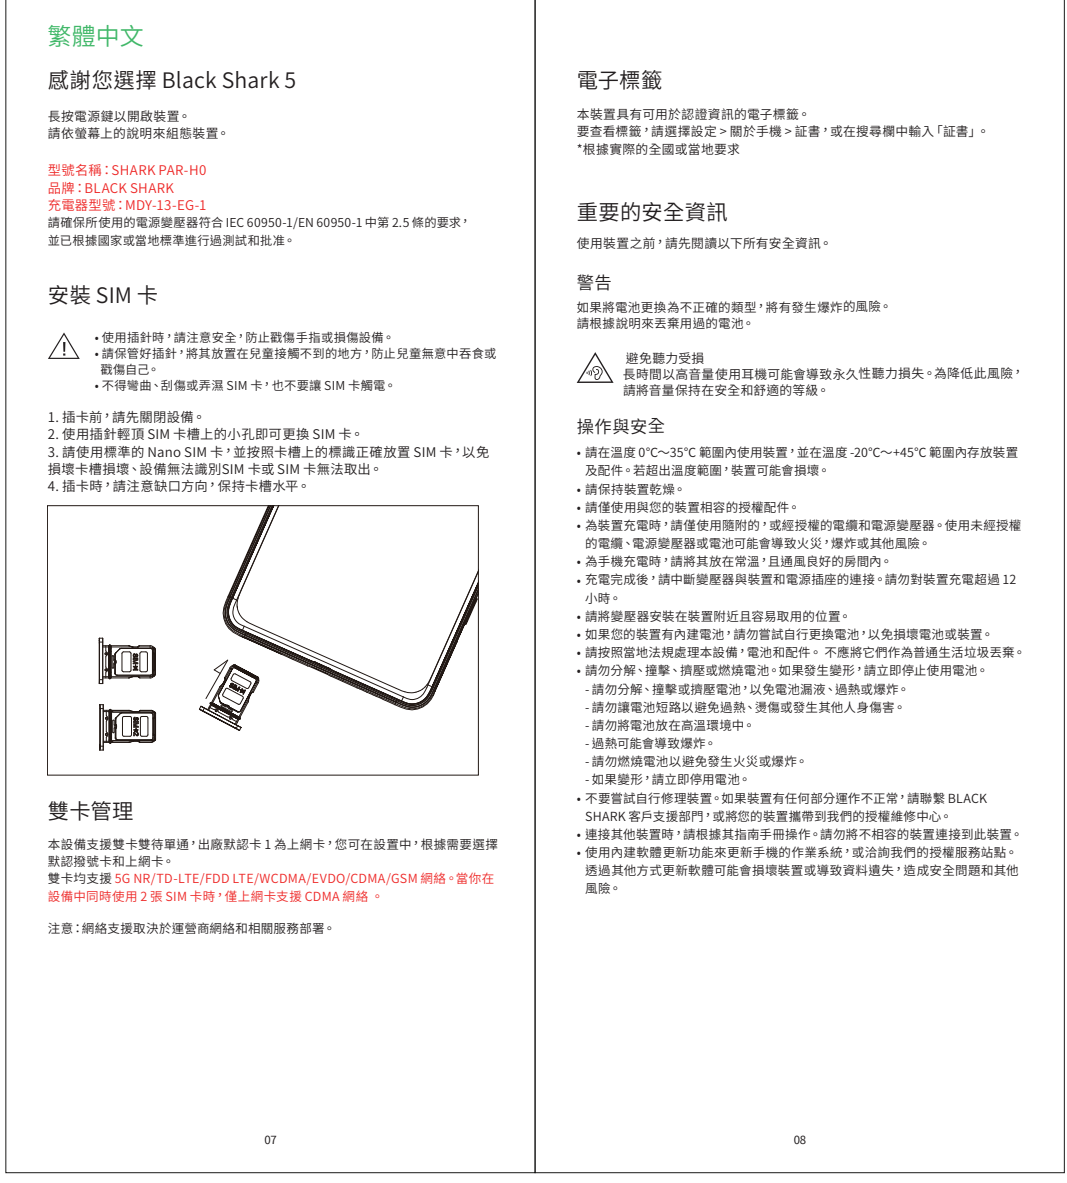 繁體中文
感謝您選擇 Black Shark 5
長按電源鍵以開啟裝置。
請依螢幕上的說明來組態裝置。
型號名稱：SHARK PAR-H0
品牌：BLACK SHARK
充電器型號：MDY-13-EG-1
請確保所使用的電源變壓器符合 IEC 60950-1/EN 60950-1 中第 2.5 條的要求，
並已根據國家或當地標準進行過測試和批准。
安裝 SIM 卡
• 使用插針時，請注意安全，防止戳傷手指或損傷設備。
• 請保管好插針，將其放置在兒童接觸不到的地方，防止兒童無意中吞食或
戳傷自己。
• 不得彎曲、刮傷或弄濕 SIM 卡，也不要讓 SIM 卡觸電。
1. 插卡前，請先關閉設備。
2. 使用插針輕頂 SIM 卡槽上的小孔即可更換 SIM 卡。
3. 請使用標準的 Nano SIM 卡，並按照卡槽上的標識正確放置 SIM 卡，以免
損壞卡槽損壞、設備無法識別SIM 卡或 SIM 卡無法取出。
4. 插卡時，請注意缺口方向，保持卡槽水平。
雙卡管理
本設備支援雙卡雙待單通，出廠默認卡 1 為上網卡，您可在設置中，根據需要選擇
默認撥號卡和上網卡。
雙卡均支援 5G NR/TD-LTE/FDD LTE/WCDMA/EVDO/CDMA/GSM 網絡。當你在
設備中同時使用 2 張 SIM 卡時，僅上網卡支援 CDMA 網絡 。
注意：網絡支援取決於運營商網絡和相關服務部署。
07
電子標籤
本裝置具有可用於認證資訊的電子標籤。
要查看標籤，請選擇設定 > 關於手機 > 証書，或在搜尋欄中輸入「証書」。
*根據實際的全國或當地要求
重要的安全資訊
使用裝置之前，請先閱讀以下所有安全資訊。
警告
如果將電池更換為不正確的類型，將有發生爆炸的風險。
請根據說明來丟棄用過的電池。
避免聽力受損
長時間以高音量使用耳機可能會導致永久性聽力損失。為降低此風險，
請將音量保持在安全和舒適的等級。
操作與安全
• 請在溫度 0℃～35℃ 範圍內使用裝置，並在溫度 -20℃～+45℃ 範圍內存放裝置
及配件。若超出溫度範圍，裝置可能會損壞。
• 請保持裝置乾燥。
• 請僅使用與您的裝置相容的授權配件。
• 為裝置充電時，請僅使用隨附的，或經授權的電纜和電源變壓器。使用未經授權
的電纜、電源變壓器或電池可能會導致火災，爆炸或其他風險。
• 為手機充電時，請將其放在常溫，且通風良好的房間內。
• 充電完成後，請中斷變壓器與裝置和電源插座的連接。請勿對裝置充電超過 12
小時。
• 請將變壓器安裝在裝置附近且容易取用的位置。
• 如果您的裝置有內建電池，請勿嘗試自行更換電池，以免損壞電池或裝置。
• 請按照當地法規處理本設備，電池和配件。 不應將它們作為普通生活垃圾丟棄。
• 請勿分解、撞擊、擠壓或燃燒電池。如果發生變形，請立即停止使用電池。
- 請勿分解、撞擊或擠壓電池，以免電池漏液、過熱或爆炸。
- 請勿讓電池短路以避免過熱、燙傷或發生其他人身傷害。
- 請勿將電池放在高溫環境中。
- 過熱可能會導致爆炸。
- 請勿燃燒電池以避免發生火災或爆炸。
- 如果變形，請立即停用電池。
• 不要嘗試自行修理裝置。如果裝置有任何部分運作不正常，請聯繫 BLACK
SHARK 客戶支援部門，或將您的裝置攜帶到我們的授權維修中心。
• 連接其他裝置時，請根據其指南手冊操作。請勿將不相容的裝置連接到此裝置。
• 使用內建軟體更新功能來更新手機的作業系統，或洽詢我們的授權服務站點。
透過其他方式更新軟體可能會損壞裝置或導致資料遺失，造成安全問題和其他
風險。
08